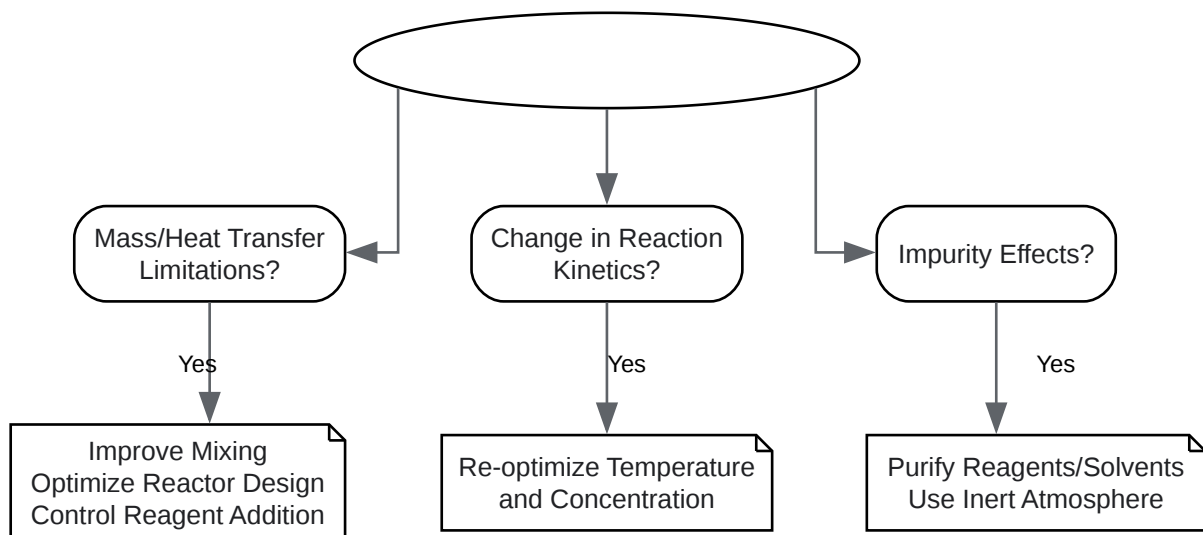 Mass/Heat Transfer
Limitations?
Change in Reaction
Kinetics?
Impurity Effects?
Yes
Yes
Yes
Improve Mixing
Optimize Reactor Design
Control Reagent Addition
Re-optimize Temperature
and Concentration
Purify Reagents/Solvents
Use Inert Atmosphere